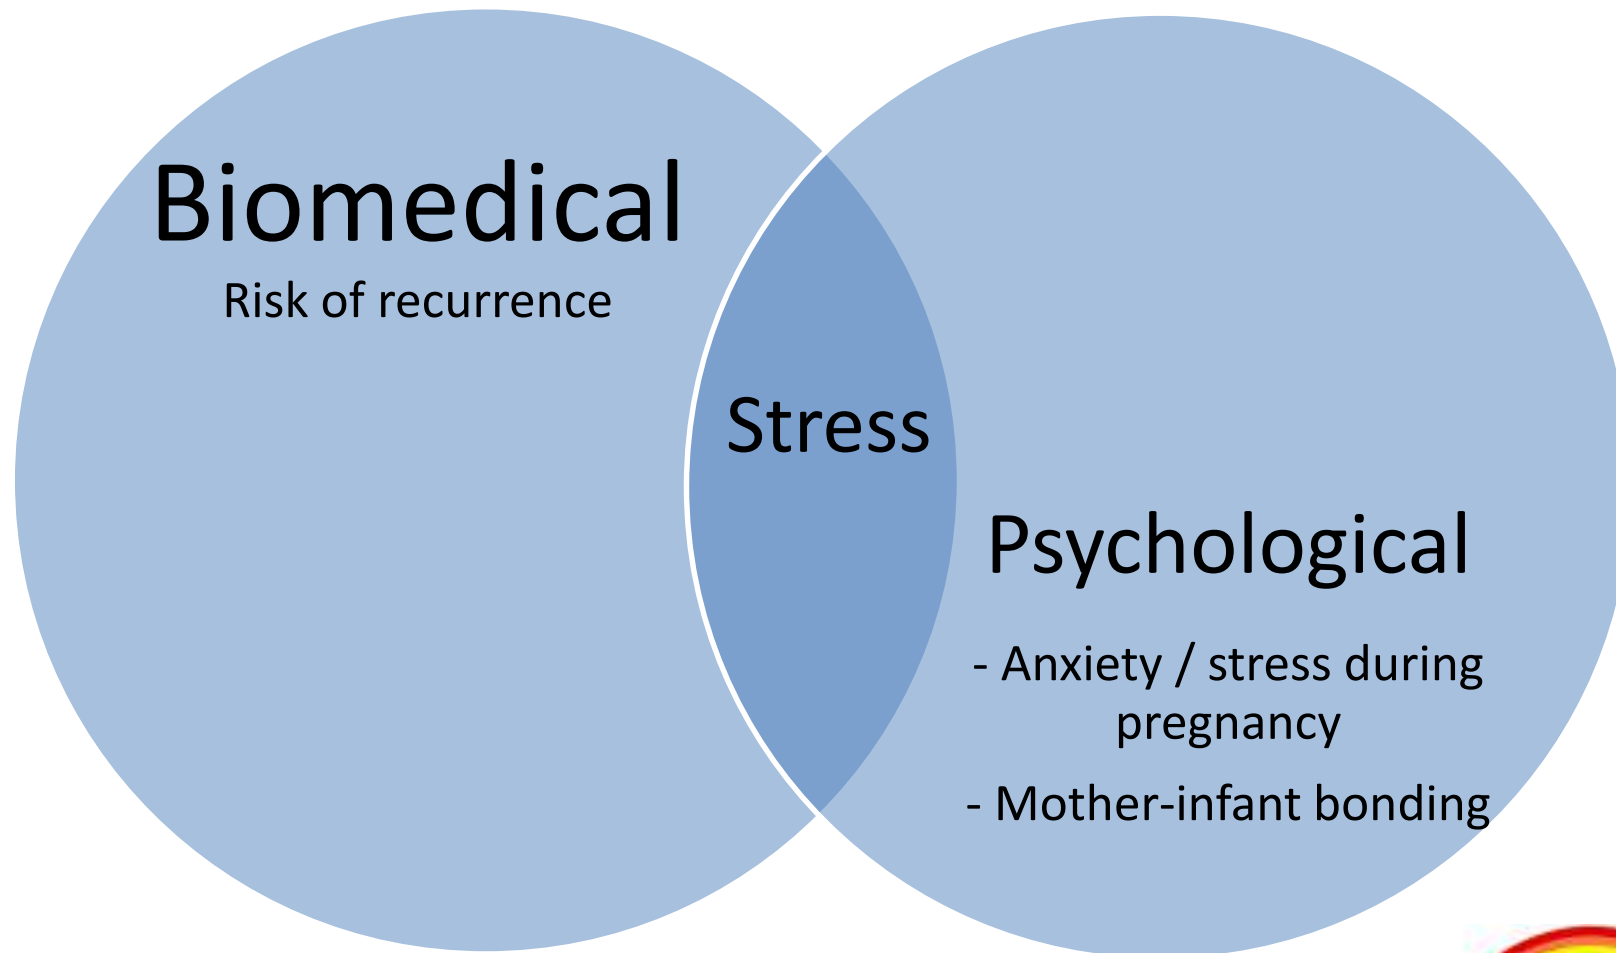 Biomedical
Risk of recurrence
Stress
Psychological
- Anxiety / stress during
pregnancy
- Mother-infant bonding